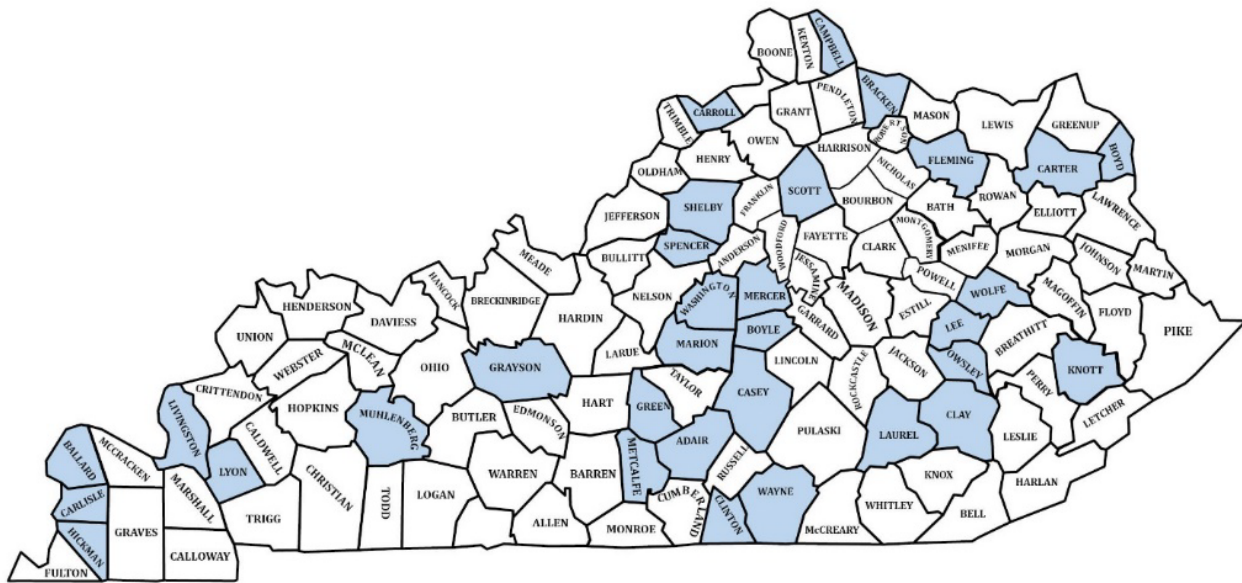 BOONE
KENTON
CAMPBELL
CARROLL
TRIMBLE
GRANT
PENDLETON
BRACKEN
MASON
LEWIS
GREENUP
BOYD
CARTER
ROBERTSON
OWEN
HENRY
OLDHAM
HARRISON
FLEMING
NICHOLAS
SCOTT
FRANKLIN
SHELBY
JEFFERSON
BOURBON
BATH
ROWAN
ELLIOTT
LAWRENCE
MONTGOMERY
FAYETTE
WOODFORD
ANDERSON
SPENCER
BULLITT
MEADE
CLARK
MENIFEE
MORGAN
JOHNSON
MARTIN
JESSAMINE
POWELL
WOLFE
MAGOFFIN
FLOYD
PIKE
HANCOCK
BRECKINRIDGE
NELSON
WASHINGTON
MERCER
MADISON
ESTILL
GARRARD
HENDERSON
DAVIESS
HARDIN
UNION
WEBSTER
MCLEAN
OHIO
GRAYSON
LARUE
MARION
BOYLE
LINCOLN
LEE
BREATHITT
JACKSON
OWSLEY
KNOTT
PERRY
ROCKCASTLE
CRITTENDON
HOPKINS
MUHLENBERG
BUTLER
EDMONSON
HART
TAYLOR
GREEN
CASEY
LIVINGSTON
CALDWELL
LYON
ADAIR
PULASKI
LAUREL
CLAY
LESLIE
LETCHER
BALLARD
MCCRACKEN
MARSHALL
CHRISTIAN
WARREN
BARREN
METCALFE
RUSSELL
KNOX
HARLAN
CARLISLE
GRAVES
TRIGG
TODD
LOGAN
ALLEN
MONROE
CUMBERLAND
CLINTON
WAYNE
McCREARY
WHITLEY
BELL
HICKMAN
FULTON
CALLOWAY